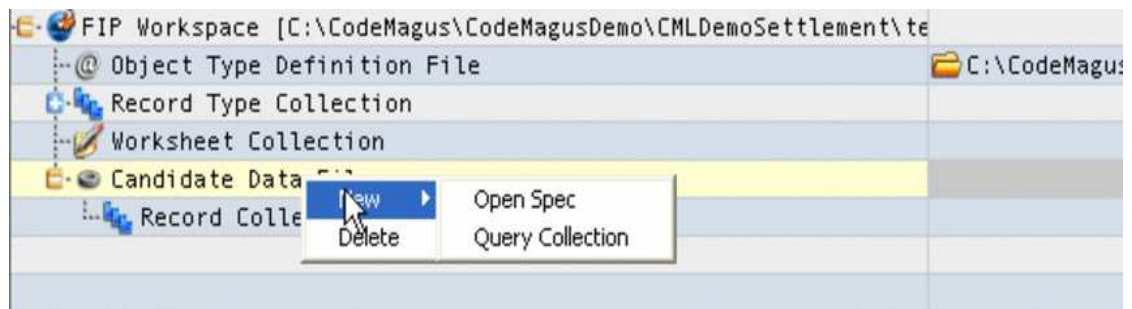 FIP Workspace [C:\CodeMagus\CodeMagusDemo\CMLDemoSettlement\te
Object Type Definition File
C:\CodeMagus
Record Type Collection
Worksheet Collection
Candidate Data
New
Open Spec
Record Colle
Delete
Query Collection